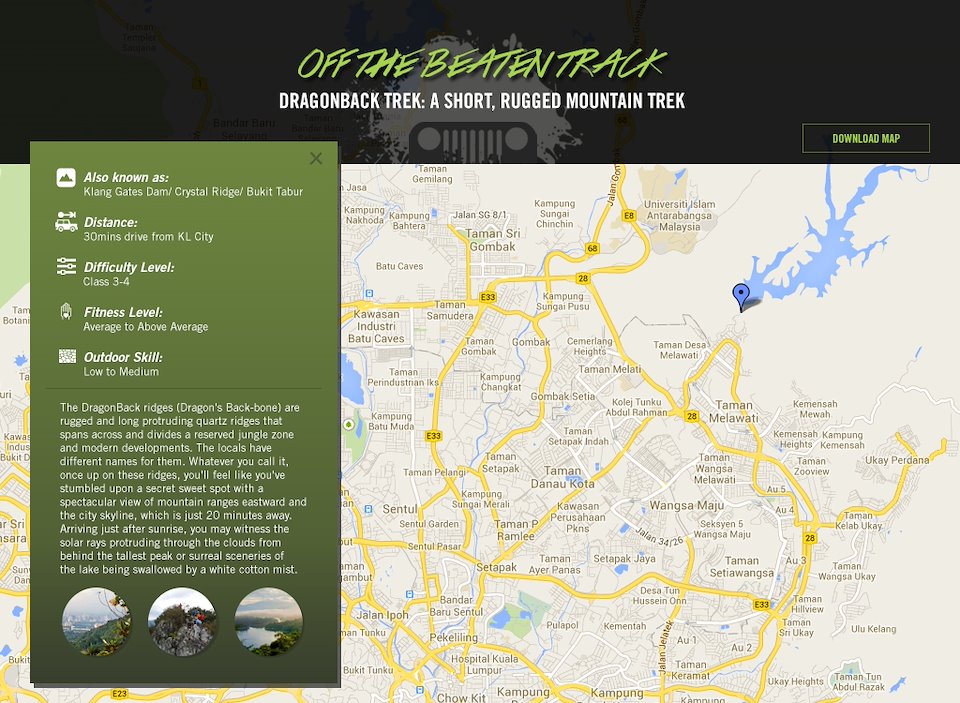 OFF THE BEATEN TRACK
DRAGONBACK TREK: A SHORT, RUGGED MOUNTAIN TREK
DOWNLOAD MAP
Also known as:
Klang Gates Dam/ Crystal Ridge/ Bukit Tabur
Distance:
30mins drive from KL City
Difficulty Level:
Class 3-4
Fitness Level:
Average to Above Average
Outdoor Skill:
Low to Medium
The DragonBack ridges (Dragon's Back-bone) are
rugged and long protruding quartz ridges that
spans across and divides a reserved jungle zone
and modern developments. The locals have
different names for them. Whatever you call it,
once up on these ridges, you'll feel like you've
stumbled upon a secret sweet spot with a
spectacular view of mountain ranges eastward and
the city skyline, which is just 20 minutes away.
Arriving just after sunrise, you may witness the
solar rays protruding through the clouds from
behind the tallest peak or surreal sceneries of
the lake being swallowed by a white cotton mist.
Taman
Templer
Saujana
1
Bandar Baru
Selayang
68
Jalan Gombak
Taman
Gemilang
Jasa
Kampung
Nakhoda
Kampung
Bahtera
Jalan SG 8/1
Taman Sri
Gombak
Kampung
Sungai
Chinchin
E8
Universiti Islam
Antarabangsa
Malaysia
68
28
Batu Caves
E33
Kampung
Sungai Pusu
Kawasan
Industri
Batu Caves
Taman
Samudera
Taman
Gombak
Gombak
Cemerlang
Heights
Taman Desa
Melawati
Taman Melati
Taman
Perindustrian Iks
Kampung
Changkat
Gombak Setia
Kolej Tunku
Abdul Rahman
28
Taman
Melawati
Kampung
Batu Muda
E33
Taman
Setapak Indah
Kemensah
Mewah
Kemensah
Heights
Kampung
Kemensah
Taman
Zooview
Ukay Perdana
Taman Pelangi
Taman
Setapak
Taman
Danau Kota
Taman
Wangsa
Melawati
Au 5
Sentul
Kampung
Sungai Merali
Kawasan
Perusahaan
Pkns
Wangsa Maju
Au 4
Taman
Kelab Ukay
Sentul Garden
Taman P
Ramlee
Jalan 34/26
Seksyen 5
Wangsa Maju
28
Sentul Pasar
Setapak
Taman
Ayer Panas
Setapak Jaya
Taman
Setiawangsa
Au 3
Taman
Wangsa Ukay
Desa Tun
Hussein Onn
E33
Jalan Ipoh
Bandar
Baru Sentul
Taman
Hillview
Taman
Sri Ukay
Pekeliling
Pulapol
Kementah
Jalan Jelatek
Au 1
Au 2
Ulu Kelang
Bukit Tunku
Hospital Kuala
Lumpur
Kampung
Taman
Keramat
Ukay Heights
Taman Tun
Abdul Razak
E23
Chow Kit
Kampung
Kampung